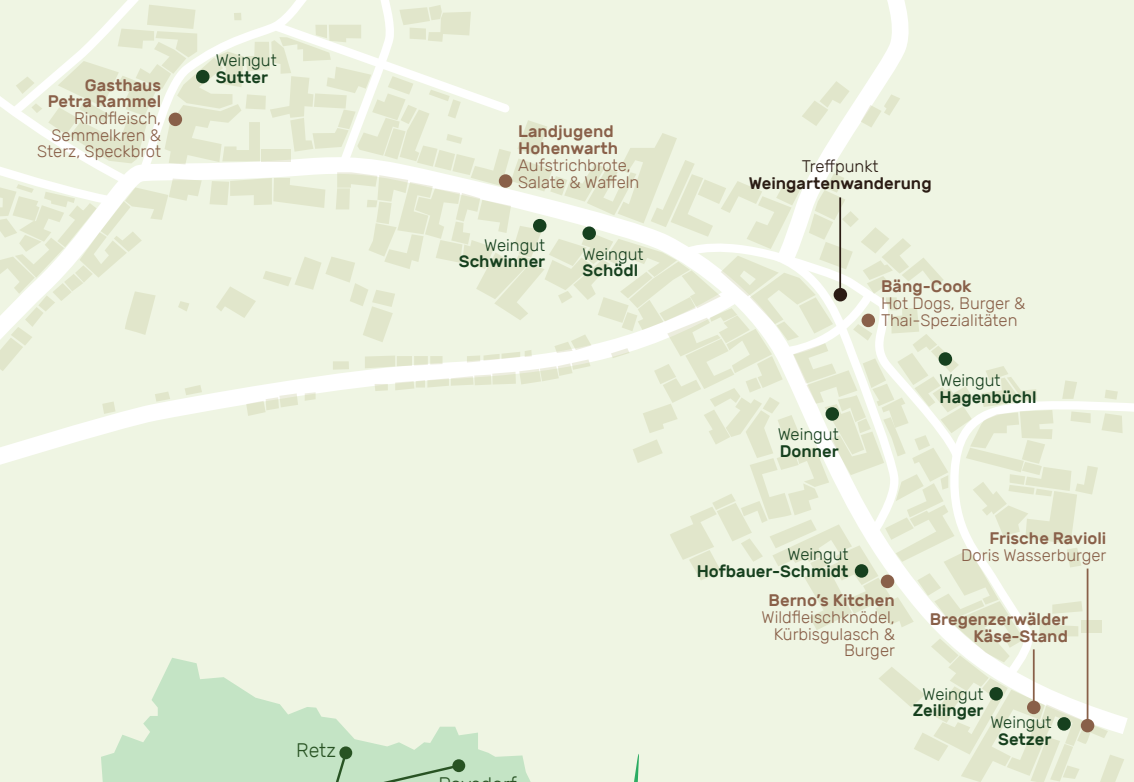 Weingut
Sutter
Gasthaus
Petra Rammel
Rindfleisch,
Semmelkren &
Sterz, Speckbrot
Landjugend
Hohenwarth
Aufstrichbrote,
Salate & Waffeln
Treffpunkt
Weingartenwanderung
Weingut
Schwinner
Weingut
Schödl
Bäng-Cook
Hot Dogs, Burger &
Thai-Spezialitäten
Weingut
Hagenbüchl
Weingut
Donner
Frische Ravioli
Doris Wasserburger
Weingut
Hofbauer-Schmidt
Berno's Kitchen
Wildfleischknödel,
Kürbisgulasch &
Burger
Bregenzerwälder
Käse-Stand
Weingut
Zeilinger
Weingut
Setzer
Retz